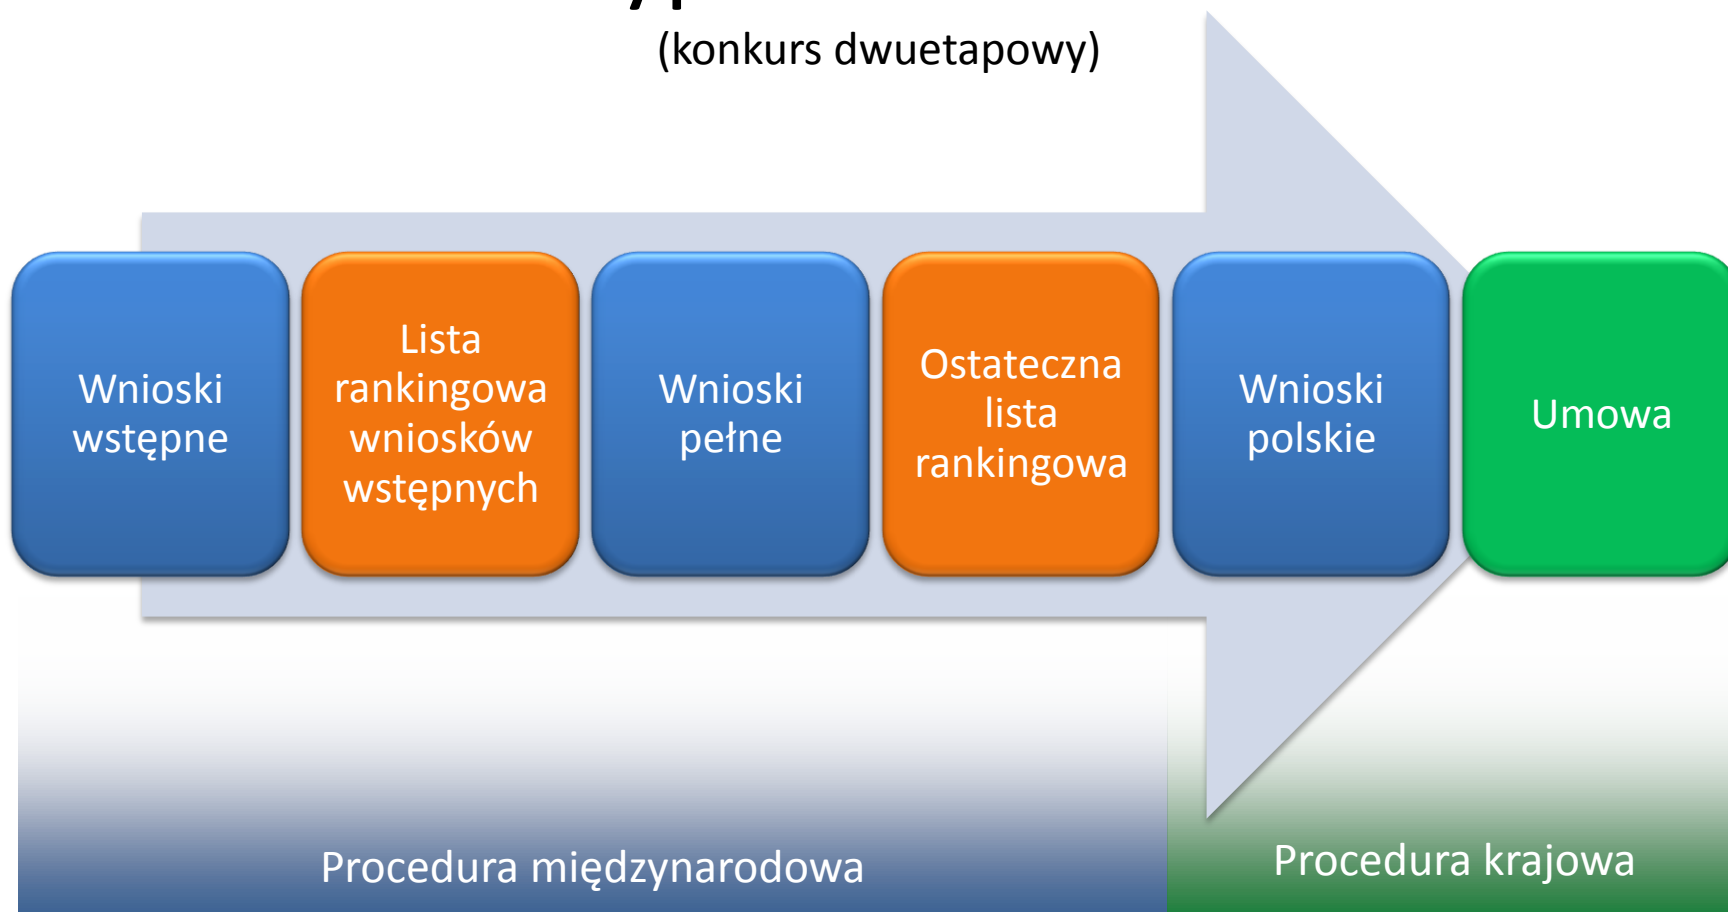 (konkurs dwuetapowy)
Wnioski
wstępne
Lista
rankingowa
wniosków
wstępnych
Wnioski
pełne
Ostateczna
lista
rankingowa
Wnioski
polskie
Umowa
Procedura międzynarodowa
Procedura krajowa